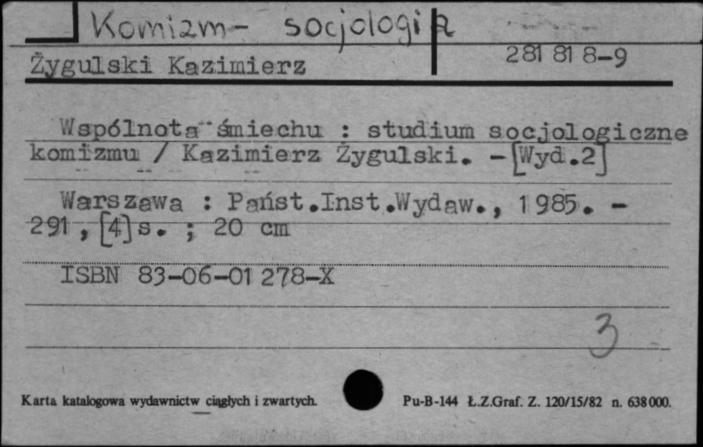 Komizm - socjologia
281 81 8-9
Żygulski Kazimierz
Wspólnota śmiechu : studium socjologiczne
komizmu / Kazimierz Żygulski. - [Wyd.2]
Warszawa : Państ.Inst.Wydaw., 1985. -
291, [4] s. ; 20 cm
ISBN 83-06-01278-X
3
Karta katalogowa wydawnictw ciągłych i zwartych. Pu-B-144 Ł.Z.Graf. Z. 120/15/82 n. 638000.